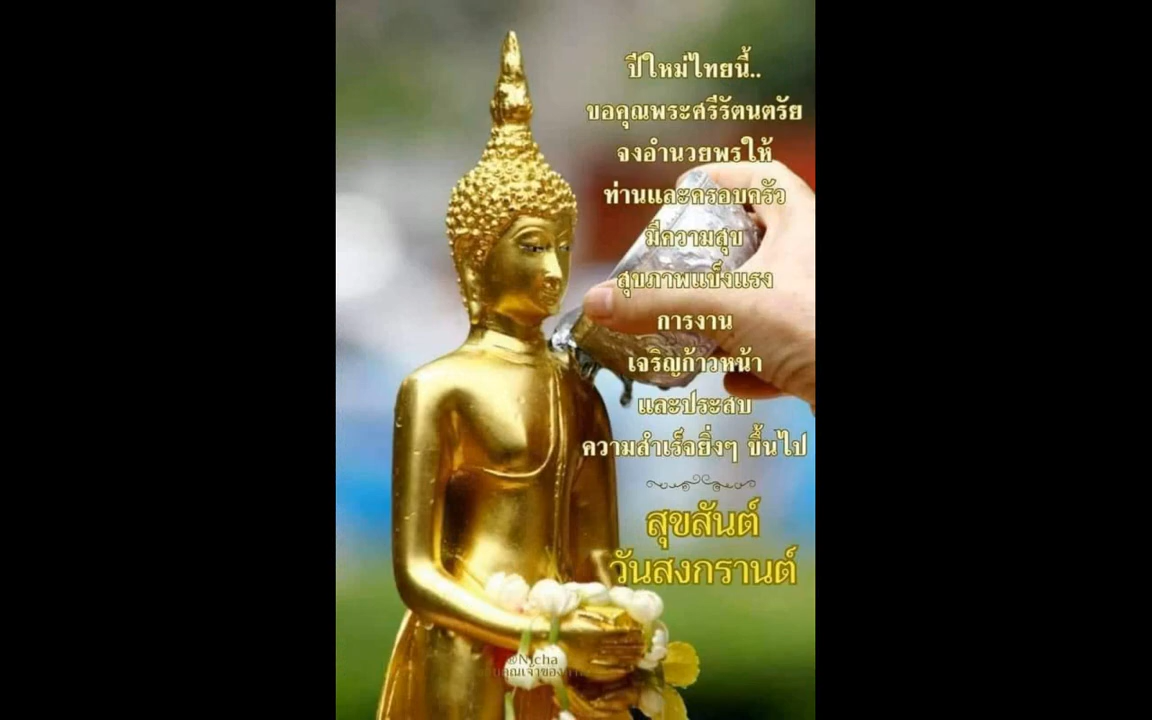 ปีใหม่ไทยนี้..
ขอคุณพระศรีรัตนตรัย
จงอำนวยพรให้
ท่านและครอบครัว
มีความสุข
สุขภาพแข็งแรง
การงาน
เจริญก้าวหน้า
และประสบ
ความสำเร็จยิ่งๆ ขึ้นไป
สุขสันต์
วันสงกรานต์
@Nicha